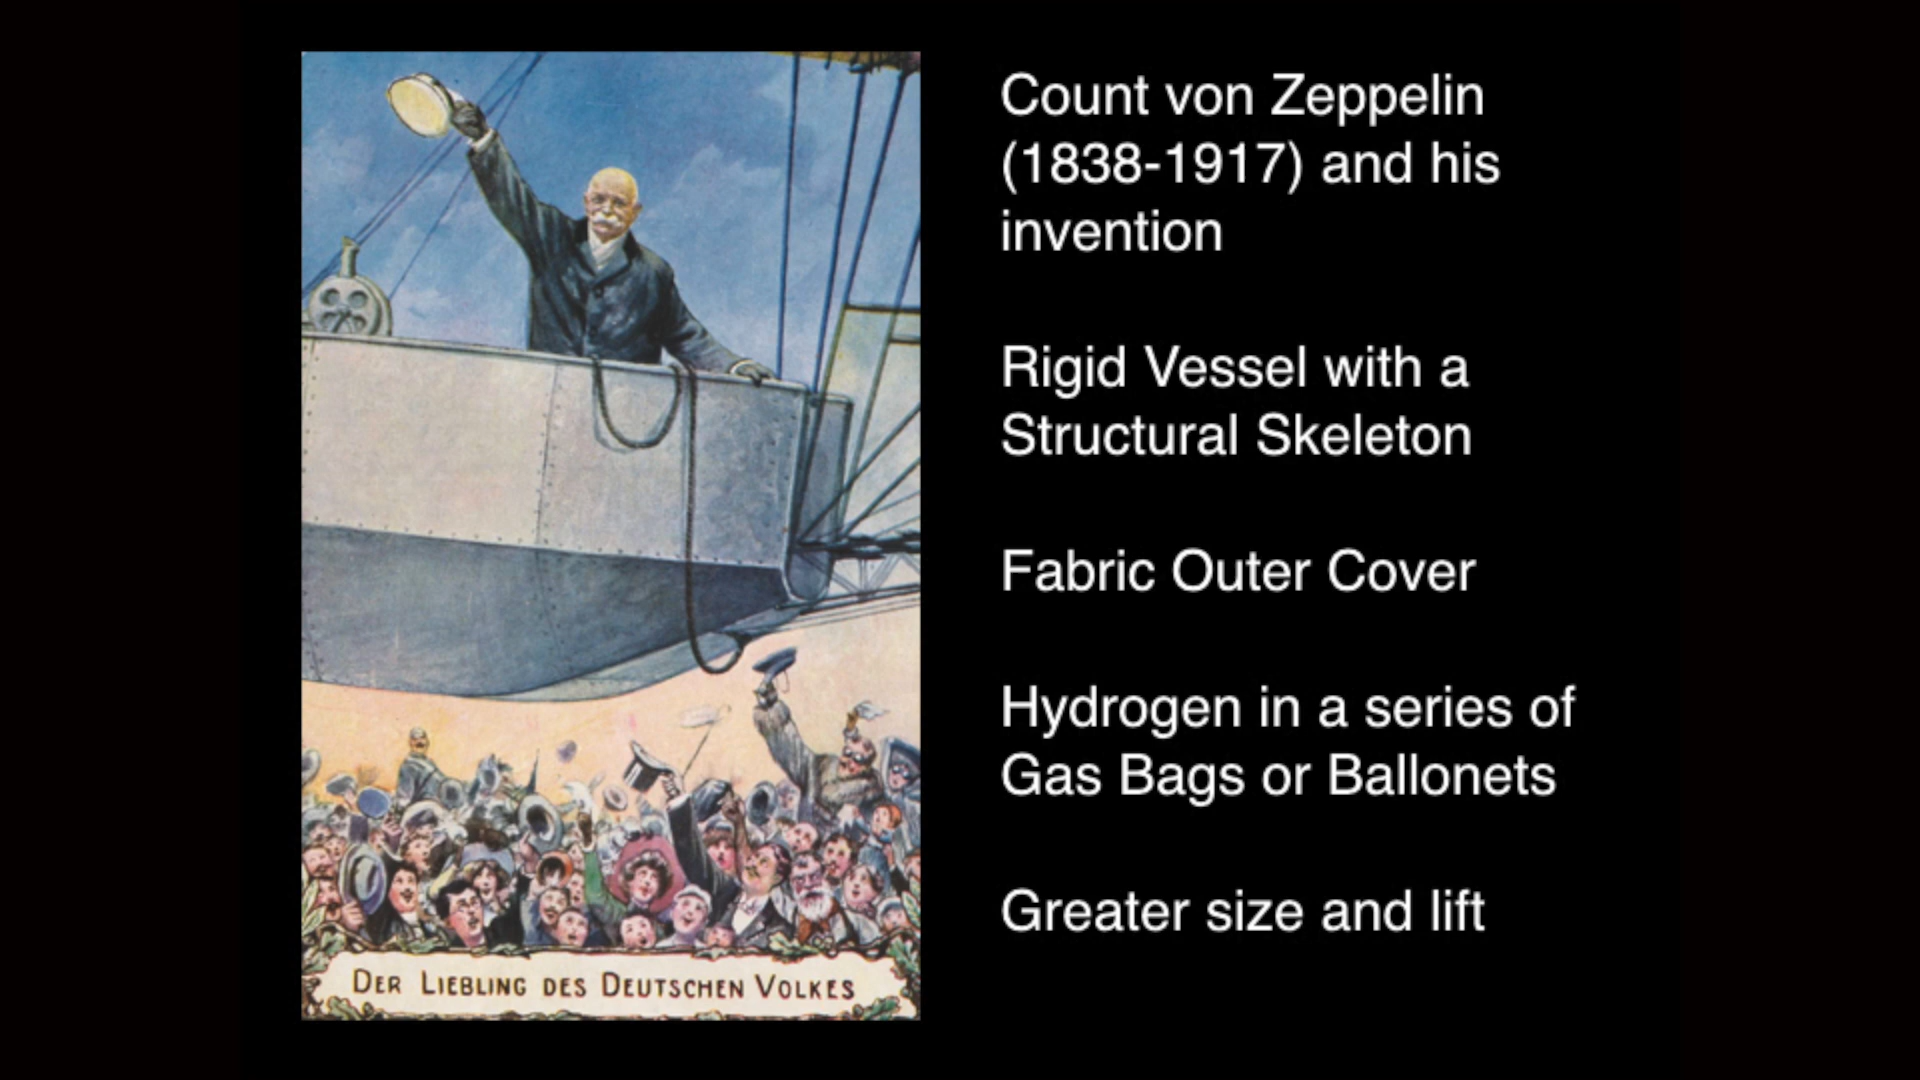 Count von Zeppelin
(1838-1917) and his
invention
Rigid Vessel with a
Structural Skeleton
Fabric Outer Cover
Hydrogen in a series of
Gas Bags or Ballonets
Greater size and lift
DER LIEBLING DES DEUTSCHEN VOLKES